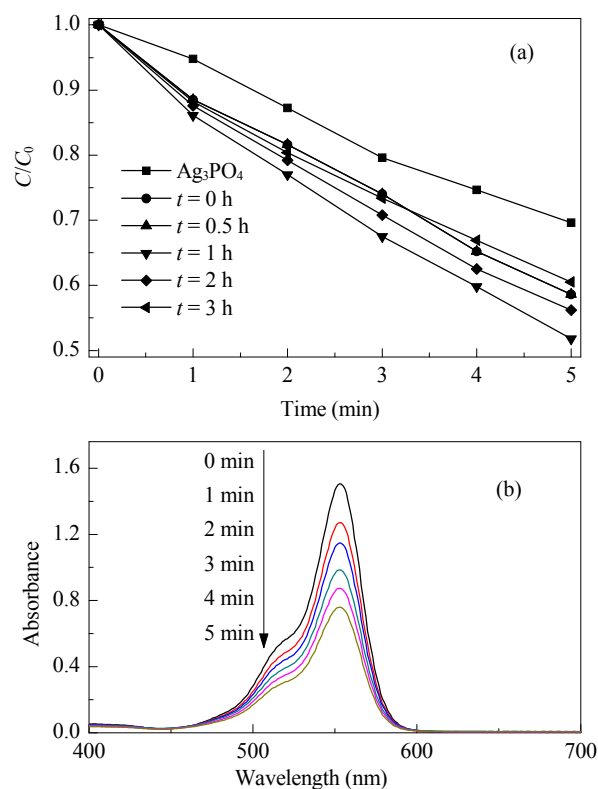 (a)
1.0
0.9
0.8
0.7
0.6
0.5
C/C₀
Ag₃PO₄
t = 0 h
t = 0.5 h
t = 1 h
t = 2 h
t = 3 h
0 1 2 3 4 5
Time (min)
(b)
1.6
1.2
0.8
0.4
0.0
Absorbance
0 min
1 min
2 min
3 min
4 min
5 min
400 500 600 700
Wavelength (nm)